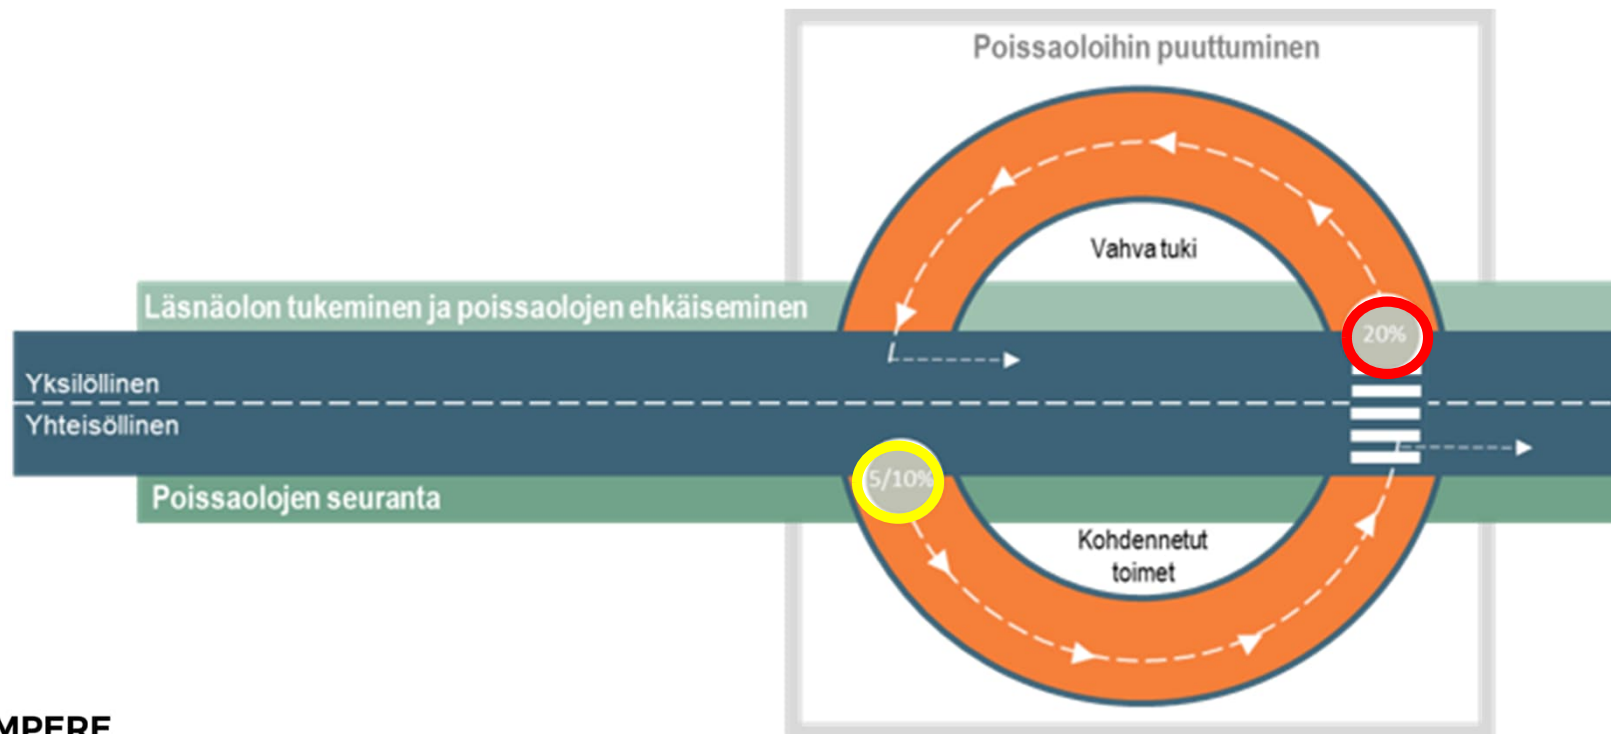 Poissaoloihin puuttuminen
Vahva tuki
Läsnäolon tukeminen ja poissaolojen ehkäiseminen
20%
Yksilöllinen
Yhteisöllinen
5/10%
Poissaolojen seuranta
Kohdennetut
toimet
MPERE